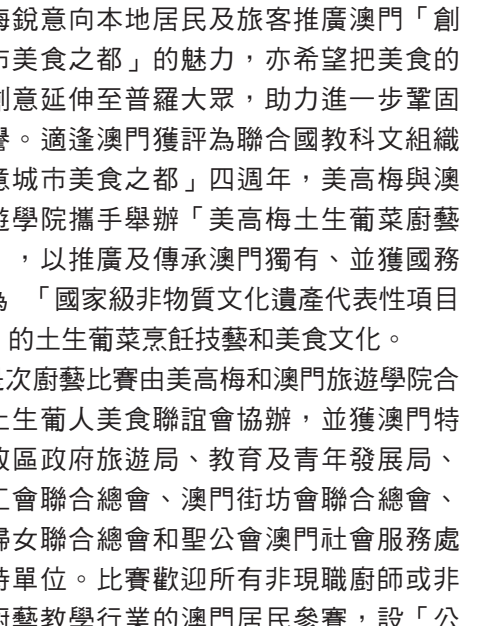 銳意向本地居民及旅客推廣澳門「創
市美食之都」的魅力，亦希望把美食的
創意延伸至普羅大眾，助力進一步鞏固
譽。適逢澳門獲評為聯合國教科文組織
意城市美食之都」四週年，美高梅與澳
遊學院攜手舉辦「美高梅土生葡菜廚藝
，以推廣及傳承澳門獨有、並獲國務
為 「國家級非物質文化遺產代表性項目
的土生葡菜烹飪技藝和美食文化。
次廚藝比賽由美高梅和澳門旅遊學院合
土生葡人美食聯誼會協辦，並獲澳門特
政區政府旅遊局、教育及青年發展局、
工會聯合總會、澳門街坊會聯合總會、
婦女聯合總會和聖公會澳門社會服務處
持單位。比賽歡迎所有非現職廚師或非
廚藝教學行業的澳門居民參賽，設「公